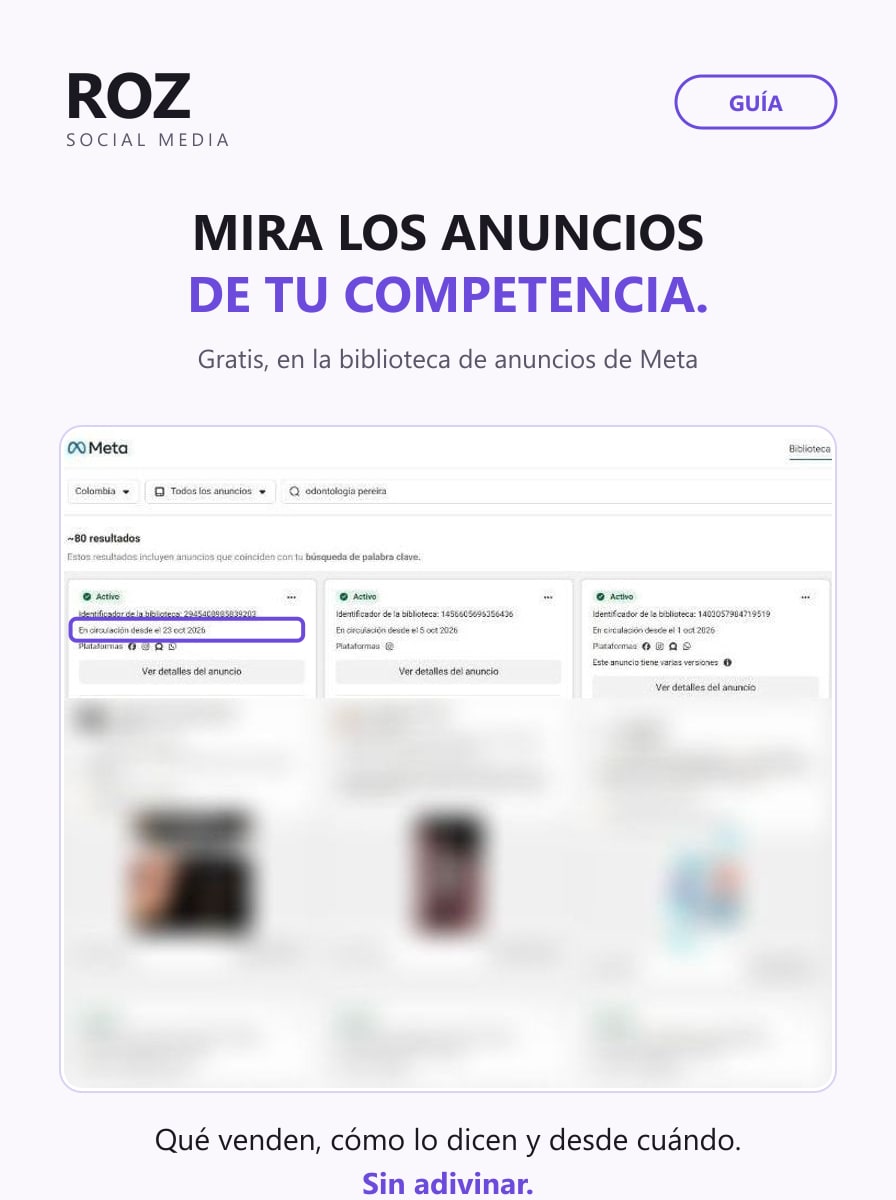 ROZ
SOCIAL MEDIA
GUÍA
MIRA LOS ANUNCIOS
DE TU COMPETENCIA.
Gratis, en la biblioteca de anuncios de Meta
Meta
Biblioteca
Colombia
Todos los anuncios
odontología pereira
~80 resultados
Estos resultados incluyen anuncios que coinciden con tu búsqueda de palabra clave.
Activo
Identificador de la biblioteca: 2945408985839203
En circulación desde el 23 oct 2026
Plataformas
Ver detalles del anuncio
Activo
Identificador de la biblioteca: 1456605696356436
En circulación desde el 5 oct 2026
Plataformas
Ver detalles del anuncio
Activo
Identificador de la biblioteca: 1403057984719519
En circulación desde el 1 oct 2026
Plataformas
Este anuncio tiene varias versiones
Ver detalles del anuncio
Qué venden, cómo lo dicen y desde cuándo.
Sin adivinar.